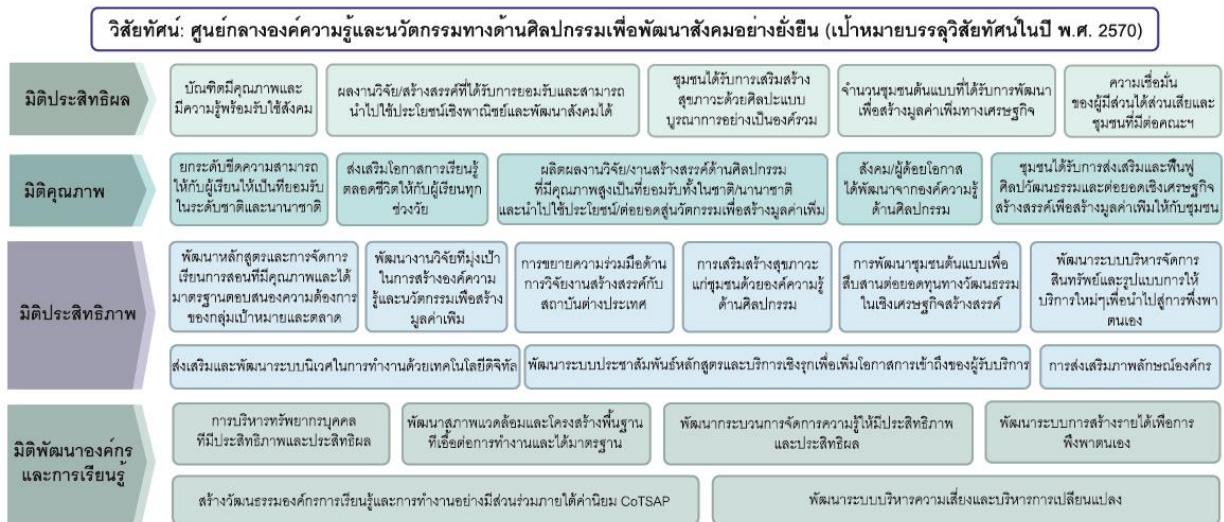 วิสัยทัศน์: ศูนย์กลางองค์ความรู้และนวัตกรรมทางด้านศิลปกรรมเพื่อพัฒนาสังคมอย่างยั่งยืน (เป้าหมายบรรลุวิสัยทัศน์ในปี พ.ศ. 2570)
มิติประสิทธิผล
บัณฑิตมีคุณภาพและ
มีความรู้พร้อมรับใช้สังคม
ผลงานวิจัย/สร้างสรรค์ที่ได้รับการยอมรับและสามารถ
นำไปใช้ประโยชน์เชิงพาณิชย์และพัฒนาสังคมได้
ชุมชนได้รับการเสริมสร้าง
สุขภาวะด้วยศิลปะแบบ
บูรณาการอย่างเป็นองค์รวม
จำนวนชุมชนต้นแบบที่ได้รับการพัฒนา
เพื่อสร้างมูลค่าเพิ่มทางเศรษฐกิจ
ความเชื่อมั่น
ของผู้มีส่วนได้ส่วนเสียและ
ชุมชนที่มีต่อคณะฯ
มิติคุณภาพ
ยกระดับขีดความสามารถ
ให้กับผู้เรียนให้เป็นที่ยอมรับ
ในระดับชาติและนานาชาติ
ส่งเสริมโอกาสการเรียนรู้
ตลอดชีวิตให้กับผู้เรียนทุก
ช่วงวัย
ผลิตผลงานวิจัย/งานสร้างสรรค์ด้านศิลปกรรม
ที่มีคุณภาพสูงเป็นที่ยอมรับทั้งในชาติ/นานาชาติ
และนำไปใช้ประโยชน์/ต่อยอดสู่นวัตกรรมเพื่อสร้างมูลค่าเพิ่ม
สังคม/ผู้ด้อยโอกาส
ได้พัฒนาจากองค์ความรู้
ด้านศิลปกรรม
ชุมชนได้รับการส่งเสริมและฟื้นฟู
ศิลปวัฒนธรรมและต่อยอดเชิงเศรษฐกิจ
สร้างสรรค์เพื่อสร้างมูลค่าเพิ่มให้กับชุมชน
มิติประสิทธิภาพ
พัฒนาหลักสูตรและการจัดการ
เรียนการสอนที่มีคุณภาพและได้
มาตรฐานตอบสนองความต้องการ
ของกลุ่มเป้าหมายและตลาด
พัฒนางานวิจัยที่มุ่งเป้า
ในการสร้างองค์ความ
รู้และนวัตกรรมเพื่อสร้าง
มูลค่าเพิ่ม
การขยายความร่วมมือด้าน
การวิจัยงานสร้างสรรค์กับ
สถาบันต่างประเทศ
การเสริมสร้างสุขภาวะ
แก่ชุมชนด้วยองค์ความรู้
ด้านศิลปกรรม
การพัฒนาชุมชนต้นแบบเพื่อ
สืบสานต่อยอดทุนทางวัฒนธรรม
ในเชิงเศรษฐกิจสร้างสรรค์
พัฒนาระบบบริหารจัดการ
สินทรัพย์และรูปแบบการให้
บริการใหม่ๆเพื่อนำไปสู่การพึ่งพา
ตนเอง
ส่งเสริมและพัฒนาระบบนิเวศในการทำงานด้วยเทคโนโลยีดิจิทัล
พัฒนาระบบประชาสัมพันธ์หลักสูตรและบริการเชิงรุกเพื่อเพิ่มโอกาสการเข้าถึงของผู้รับบริการ
การส่งเสริมภาพลักษณ์องค์กร
มิติพัฒนาองค์กร
และการเรียนรู้
การบริหารทรัพยากรบุคคล
ที่มีประสิทธิภาพและประสิทธิผล
พัฒนาสภาพแวดล้อมและโครงสร้างพื้นฐาน
ที่เอื้อต่อการทำงานและได้มาตรฐาน
พัฒนากระบวนการจัดการความรู้ให้มีประสิทธิภาพ
และประสิทธิผล
พัฒนาระบบการสร้างรายได้เพื่อการ
พึ่งพาตนเอง
สร้างวัฒนธรรมองค์กรการเรียนรู้และการทำงานอย่างมีส่วนร่วมภายใต้ค่านิยม CoTSAP
พัฒนาระบบบริหารความเสี่ยงและบริหารการเปลี่ยนแปลง